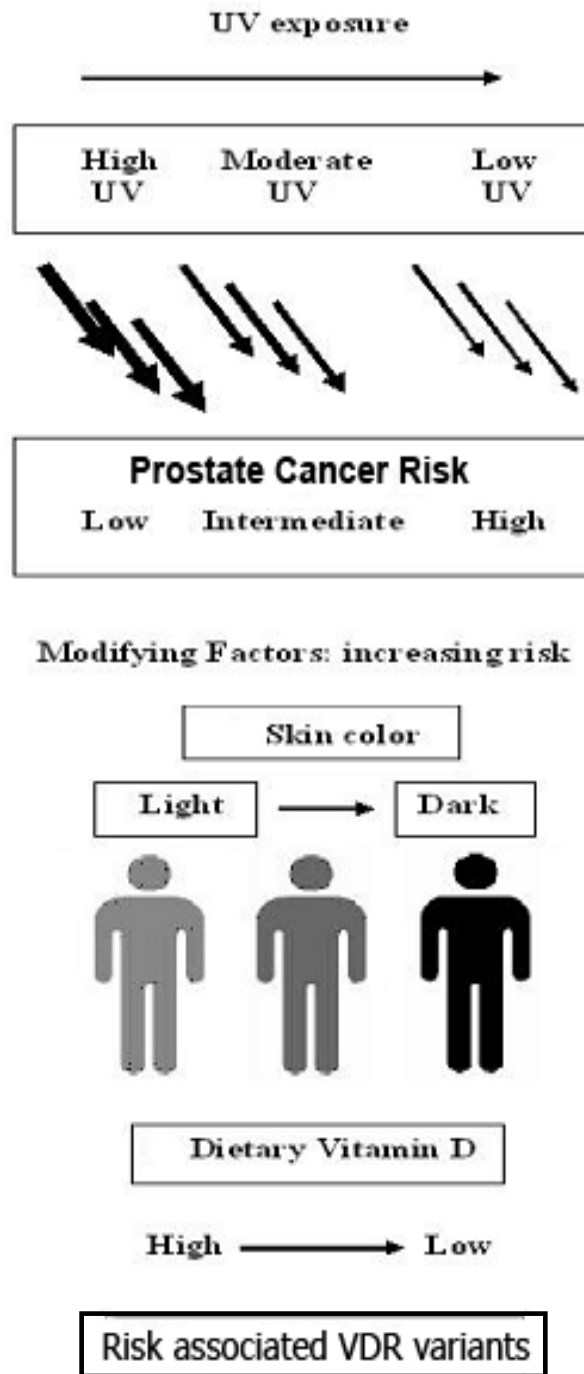 UV exposure
High Moderate Low
UV UV UV
Prostate Cancer Risk
Low Intermediate High
Modifying Factors: increasing risk
Skin color
Light Dark
Dietary Vitamin D
High Low
Risk associated VDR variants